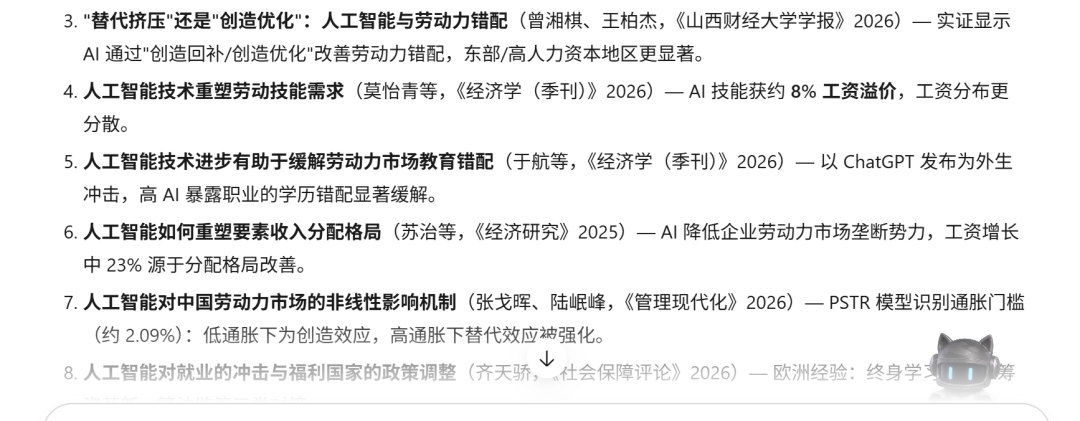 3. "替代挤压"还是"创造优化"：人工智能与劳动力错配（曾湘棋、王柏杰，《山西财经大学学报》2026）— 实证显示
AI 通过"创造回补/创造优化"改善劳动力错配，东部/高人力资本地区更显著。
4. 人工智能技术重塑劳动技能需求（莫怡青等，《经济学（季刊）》2026）— AI 技能获约 8% 工资溢价，工资分布更
分散。
5. 人工智能技术进步有助于缓解劳动力市场教育错配（于航等，《经济学（季刊）》2026）— 以 ChatGPT 发布为外生
冲击，高 AI 暴露职业的学历错配显著缓解。
6. 人工智能如何重塑要素收入分配格局（苏治等，《经济研究》2025）— AI 降低企业劳动力市场垄断势力，工资增长
中 23% 源于分配格局改善。
7. 人工智能对中国劳动力市场的非线性影响机制（张戈晖、陆岷峰，《管理现代化》2026）— PSTR 模型识别通胀门槛
（约 2.09%）：低通胀下为创造效应，高通胀下替代效应被强化。
8. 人工智能对就业的冲击与福利国家的政策调整（齐天骄，《社会保障评论》2026）— 欧洲经验：终身学习 筹